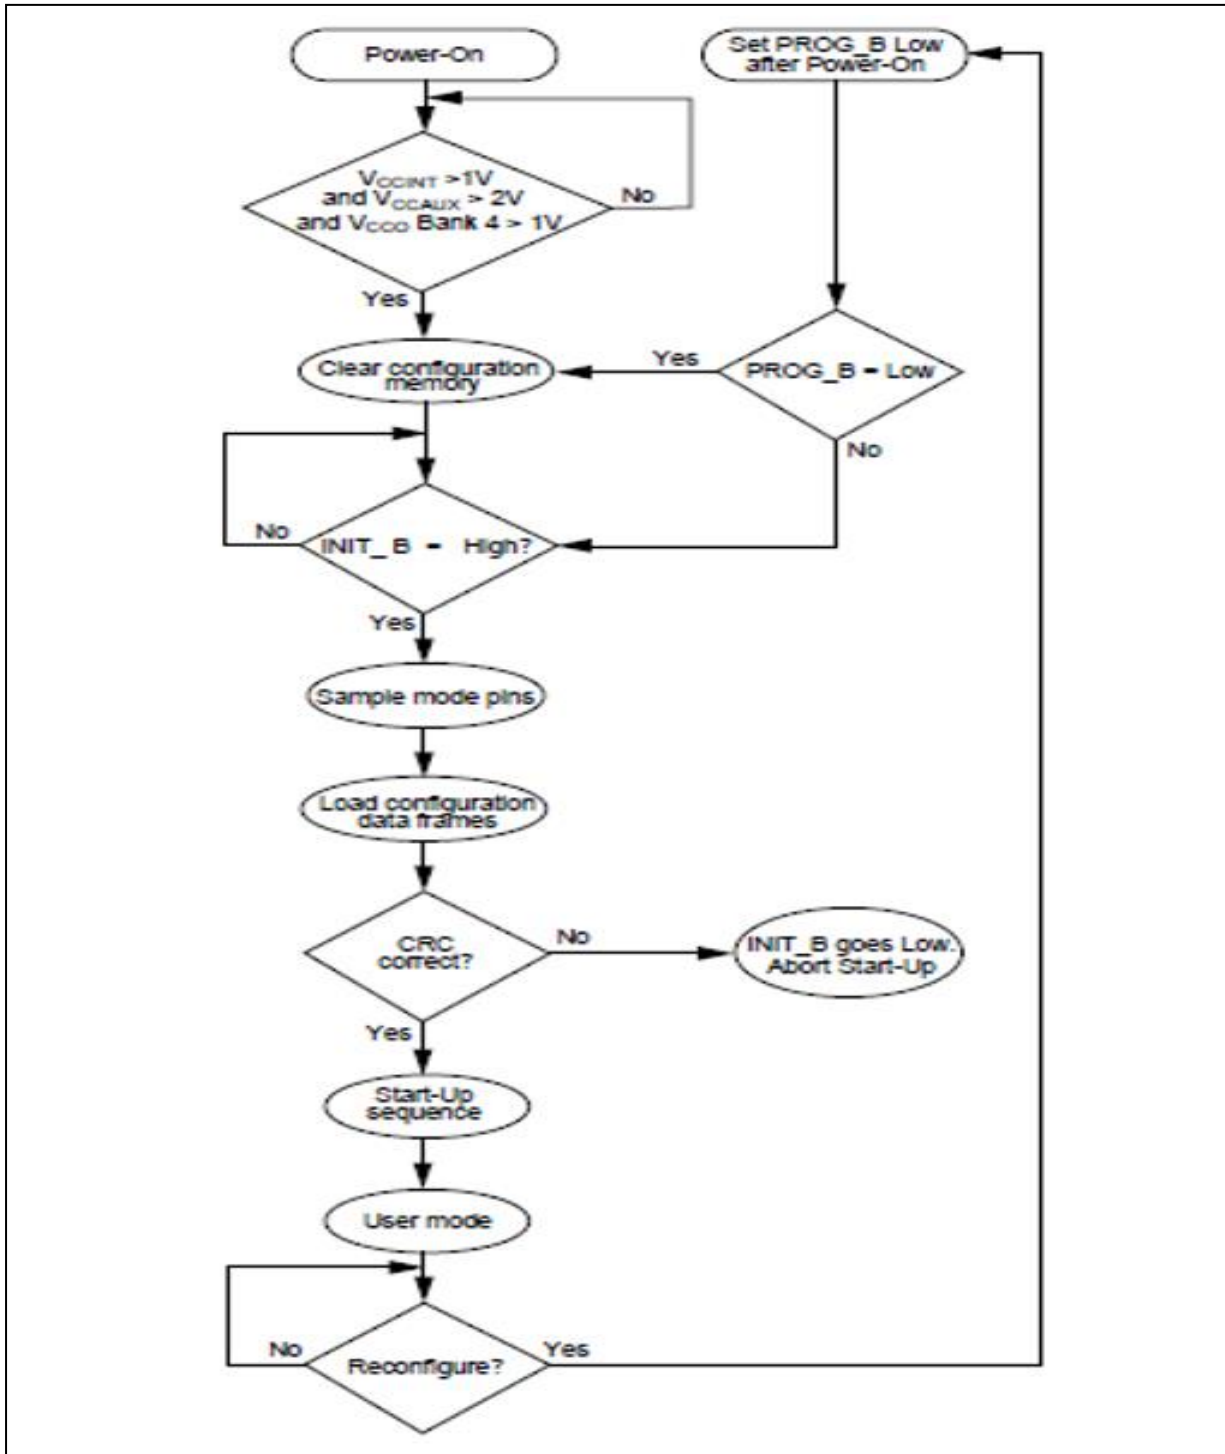 Power-On
Set PROG_B Low
after Power-On
VCCINT >1V
and VCCAUX > 2V
and VCCO Bank 4 > 1V
No
Yes
Clear configuration
memory
Yes
PROG_B = Low
No
No
INIT_ B = High?
Yes
Sample mode pins
Load configuration
data frames
CRC
correct?
No
INIT_B goes Low.
Abort Start-Up
Yes
Start-Up
sequence
User mode
No
Reconfigure?
Yes